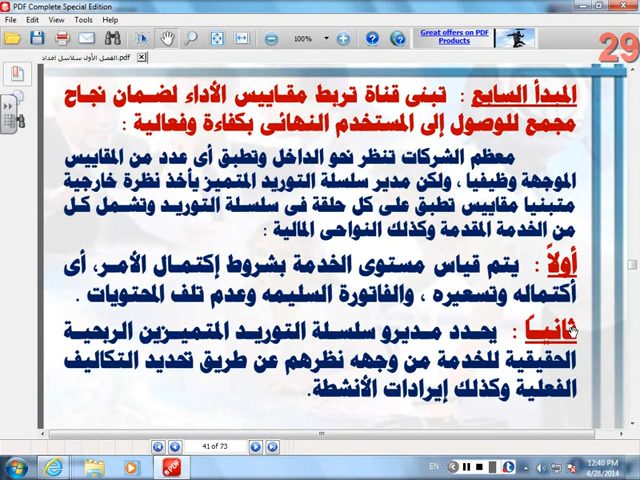 PDF Complete Special Edition
File Edit View Tools Help
100%
Great offers on PDF
Products
29
الفصل الأول سلاسل امداد.pdf
المبدأ السابع : تبنى قناة تربط مقاييس الأداء لضمان نجاح
مجمع للوصول إلى المستخدم النهائى بكفاءة وفعالية :
معظم الشركات تنظر نحو الداخل وتطبق أى عدد من المقاييس
الموجهة وظيفيا ، ولكن مدير سلسلة التوريد المتميز يأخذ نظرة خارجية
متبنيا مقاييس تطبق على كل حلقة فى سلسلة التوريد وتشمل كل
من الخدمة المقدمة وكذلك النواحى المالية :
أولاً : يتم قياس مستوى الخدمة بشروط إكتمال الأمر، أى
أكتماله وتسعيره ، والفاتورة السليمه وعدم تلف المحتويات .
ثانياً : يحدد مديرو سلسلة التوريد المتميزين الربحية
الحقيقية للخدمة من وجهه نظرهم عن طريق تحديد التكاليف
الفعلية وكذلك إيرادات الأنشطة.
41 of 73
EN
12:40 PM
4/28/2014